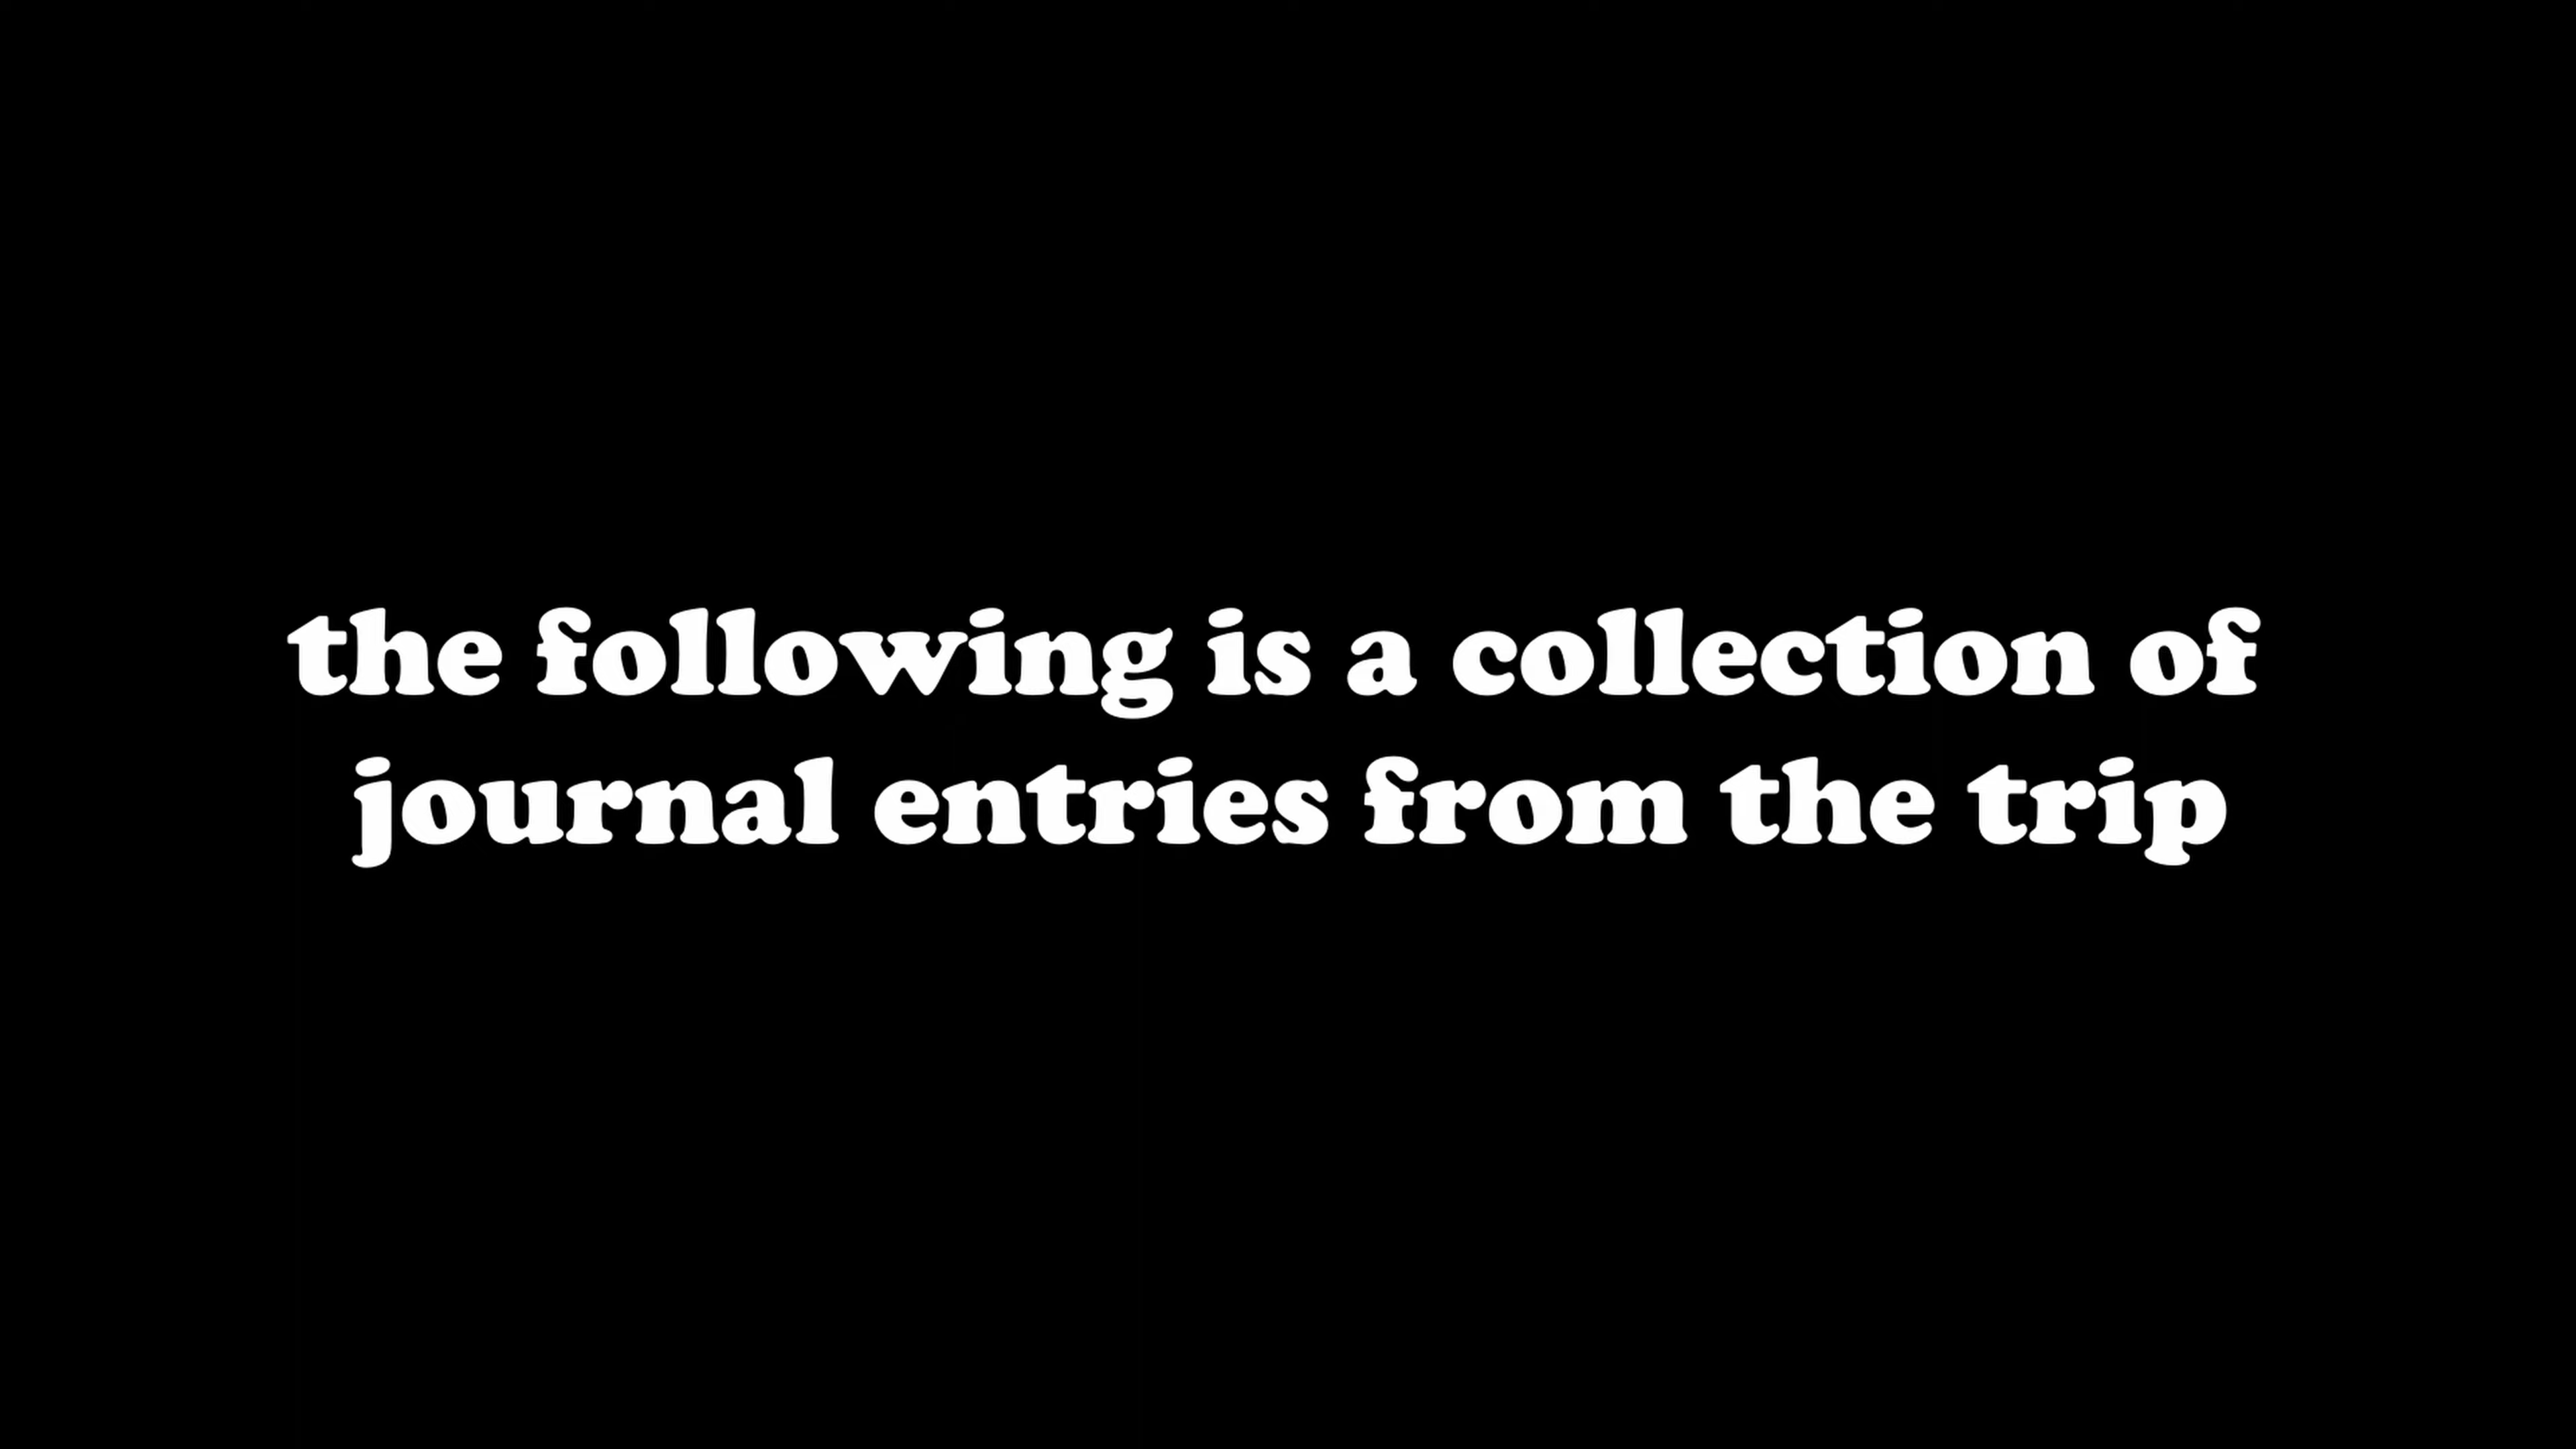 the following is a collection of
journal entries from the trip